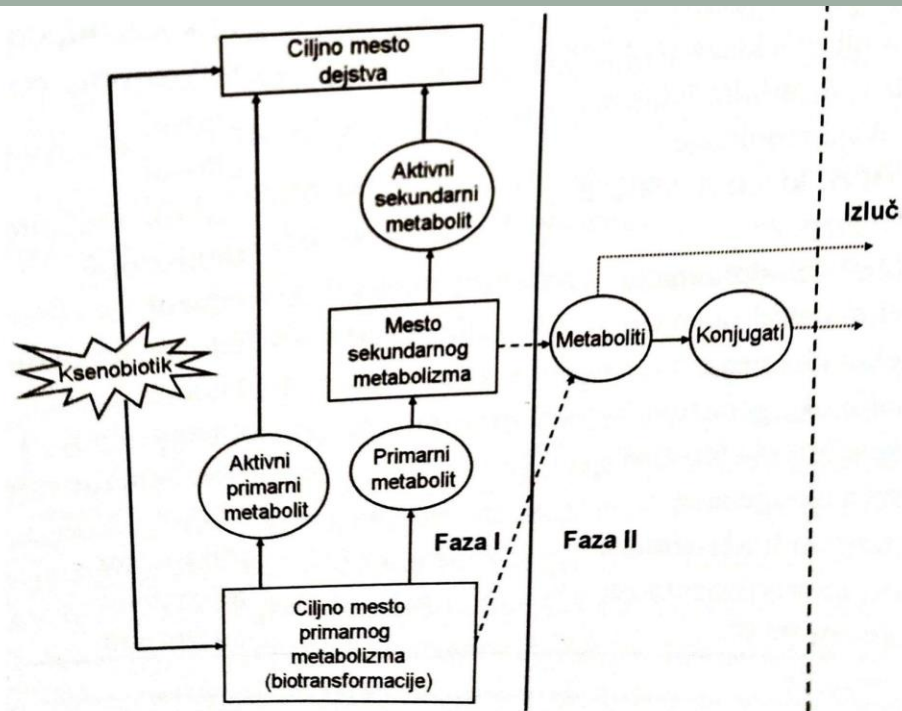 Ciljno mesto
dejstva
Aktivni
sekundarni
metabolit
Izluč
Mesto
sekundarnog
metabolizma
Metaboliti
Konjugati
Ksenobiotik
Aktivni
primarni
metabolit
Primarni
metabolit
Faza I
Faza II
Ciljno mesto
primarnog
metabolizma
(biotransformacije)